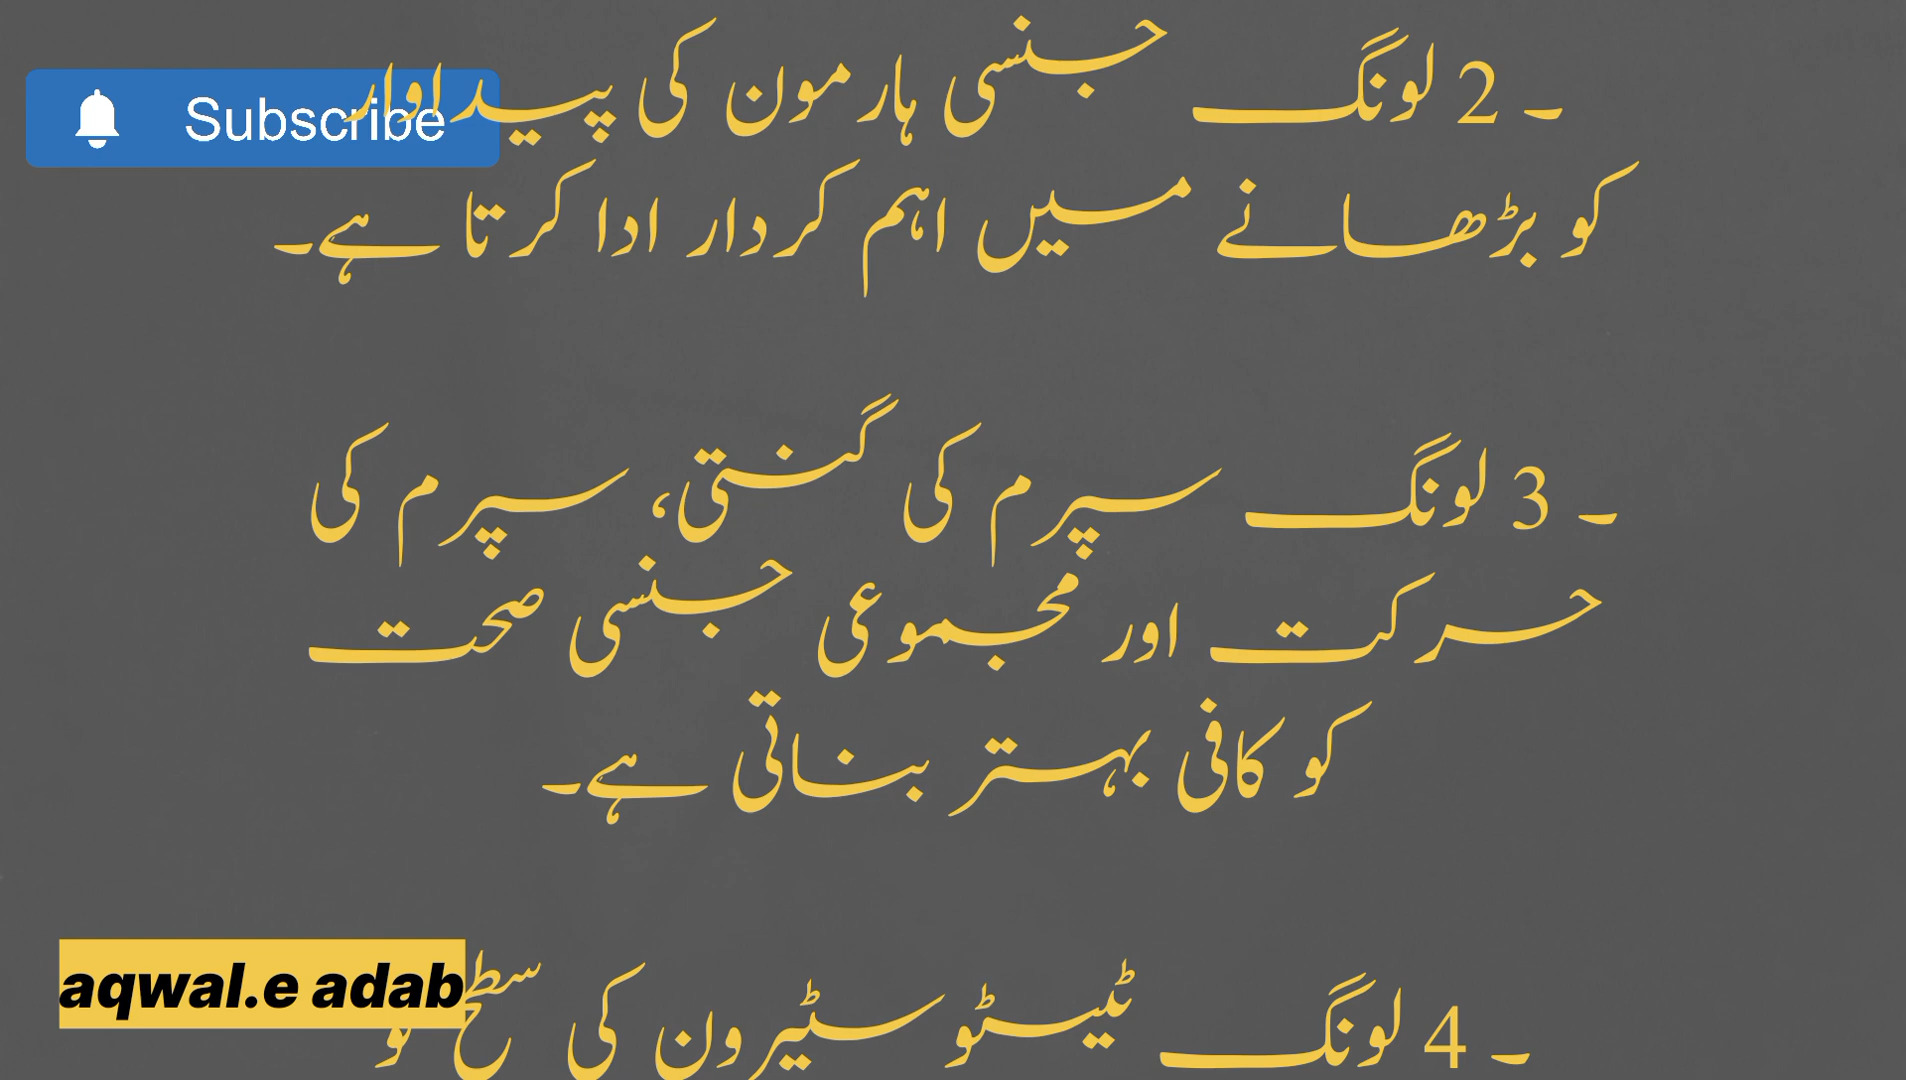 ۔ 2 لونگ جنسی ہارمون کی پیداوار
Subscribe
کو بڑھانے میں اہم کردار ادا کرتا ہے۔
۔ 3 لونگ سپرم کی گنتی، سپرم کی
حرکت اور مجموعی جنسی صحت
کو کافی بہتر بناتی ہے۔
۔ 4 لونگ ٹیسٹوسٹیرون کی سطح کو
aqwal.e adab